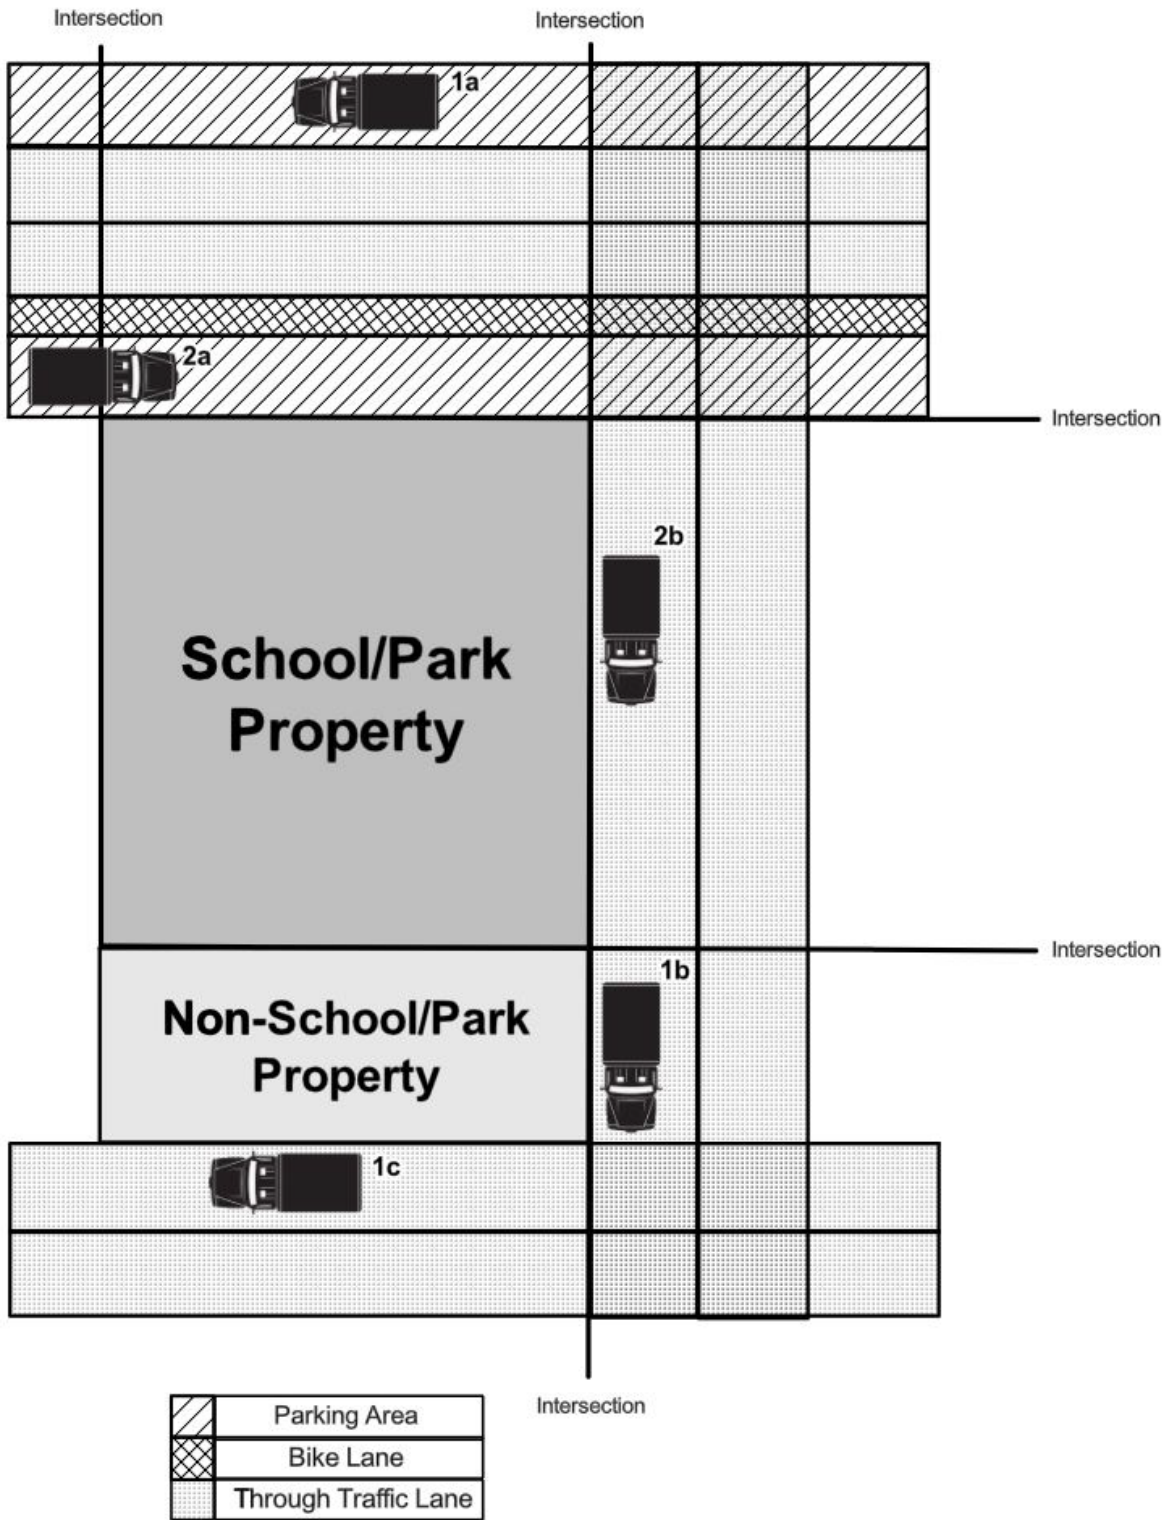 Intersection
Intersection
1a
2a
Intersection
2b
School/Park
Property
Intersection
1b
Non-School/Park
Property
1c
Intersection
Parking Area
Bike Lane
Through Traffic Lane